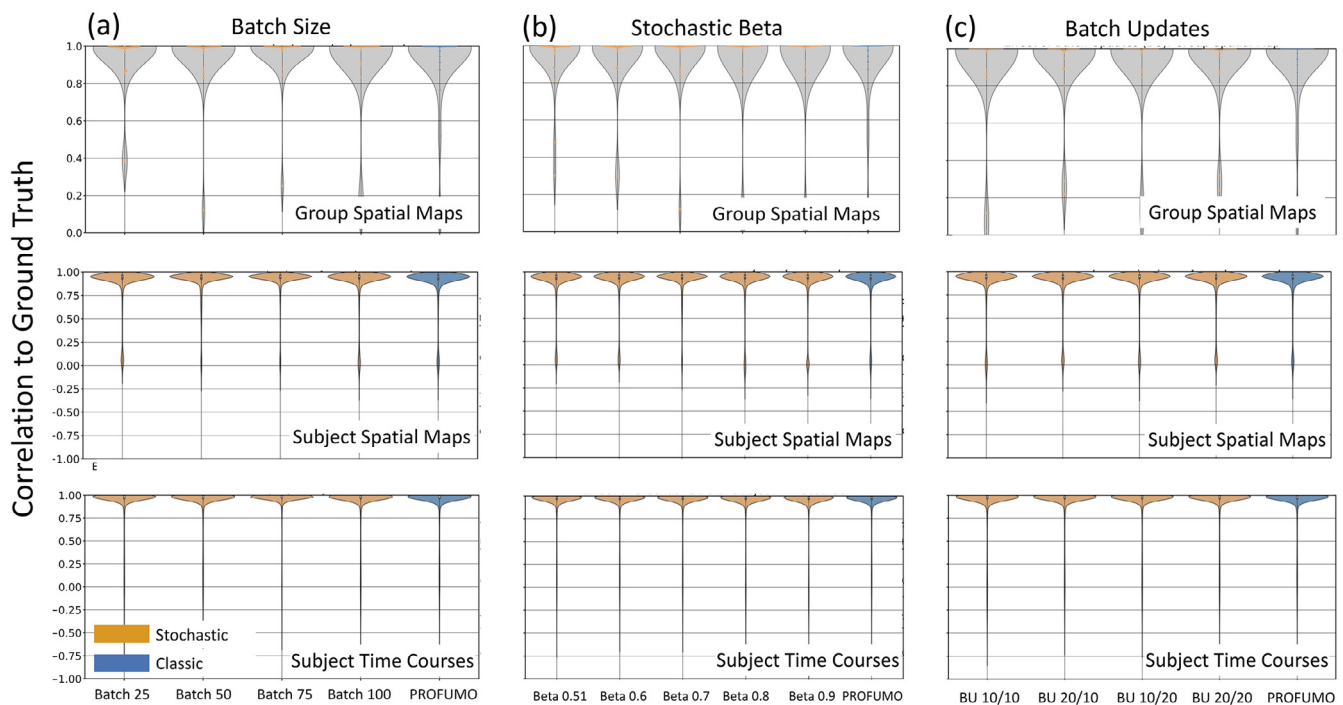 (a)
Batch Size
(b)
Stochastic Beta
(c)
Batch Updates
Correlation to Ground Truth
1.0
0.8
0.6
0.4
0.2
0.0
Group Spatial Maps
Group Spatial Maps
Group Spatial Maps
1.00
0.75
0.50
0.25
0.00
−0.25
−0.50
−0.75
−1.00
Subject Spatial Maps
Subject Spatial Maps
Subject Spatial Maps
E
1.00
0.75
0.50
0.25
0.00
−0.25
−0.50
−0.75
−1.00
Stochastic
Classic
Subject Time Courses
Subject Time Courses
Subject Time Courses
Batch 25 Batch 50 Batch 75 Batch 100 PROFUMO
Beta 0.51 Beta 0.6 Beta 0.7 Beta 0.8 Beta 0.9 PROFUMO
BU 10/10 BU 20/10 BU 10/20 BU 20/20 PROFUMO